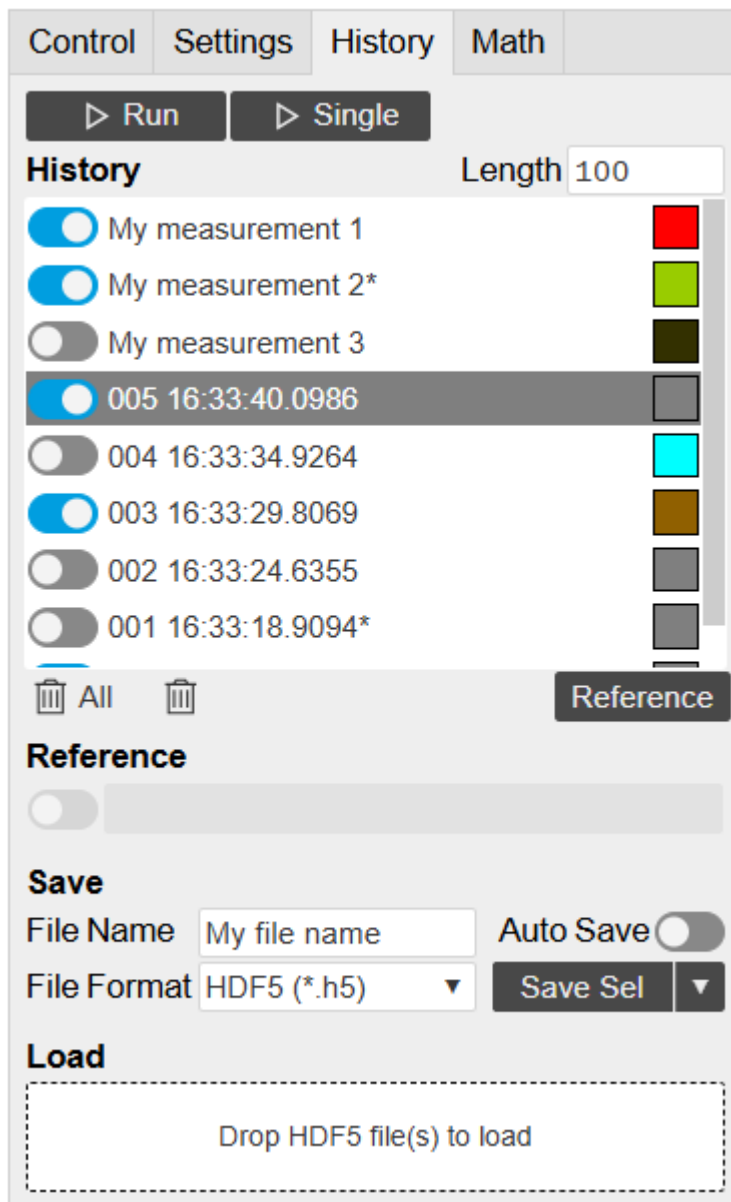 Control Settings History Math
Run Single
History Length 100
My measurement 1
My measurement 2*
My measurement 3
005 16:33:40.0986
004 16:33:34.9264
003 16:33:29.8069
002 16:33:24.6355
001 16:33:18.9094*
All Reference
Reference
Save
File Name My file name Auto Save
File Format HDF5 (*.h5) Save Sel
Load
Drop HDF5 file(s) to load